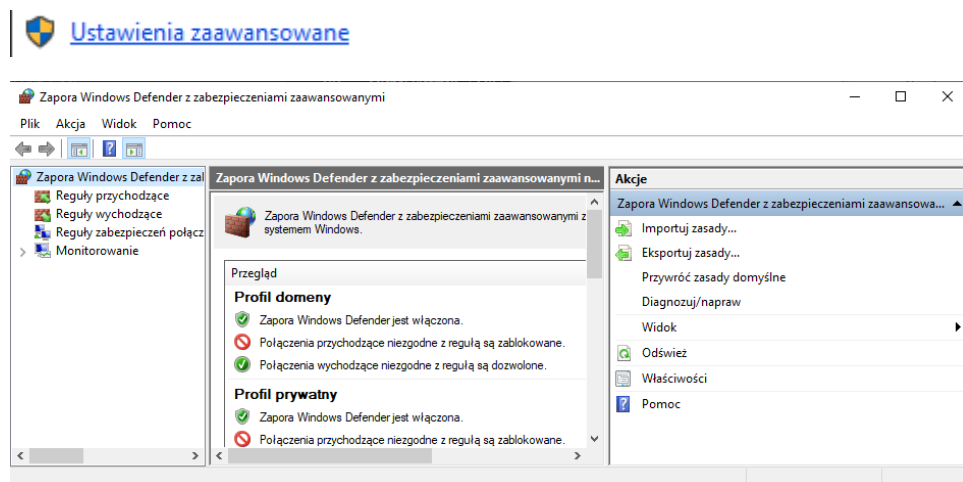 Ustawienia zaawansowane
Zapora Windows Defender z zabezpieczeniami zaawansowanymi
Plik Akcja Widok Pomoc
Zapora Windows Defender z zal
Reguły przychodzące
Reguły wychodzące
Reguły zabezpieczeń połącz
Monitorowanie
Zapora Windows Defender z zabezpieczeniami zaawansowanymi n...
Zapora Windows Defender z zabezpieczeniami zaawansowanymi z
systemem Windows.
Przegląd
Profil domeny
Zapora Windows Defender jest włączona.
Połączenia przychodzące niezgodne z regułą są zablokowane.
Połączenia wychodzące niezgodne z regułą są dozwolone.
Profil prywatny
Zapora Windows Defender jest włączona.
Połączenia przychodzące niezgodne z regułą są zablokowane.
Akcje
Zapora Windows Defender z zabezpieczeniami zaawansowa...
Importuj zasady...
Eksportuj zasady...
Przywróć zasady domyślne
Diagnozuj/napraw
Widok
Odśwież
Właściwości
Pomoc